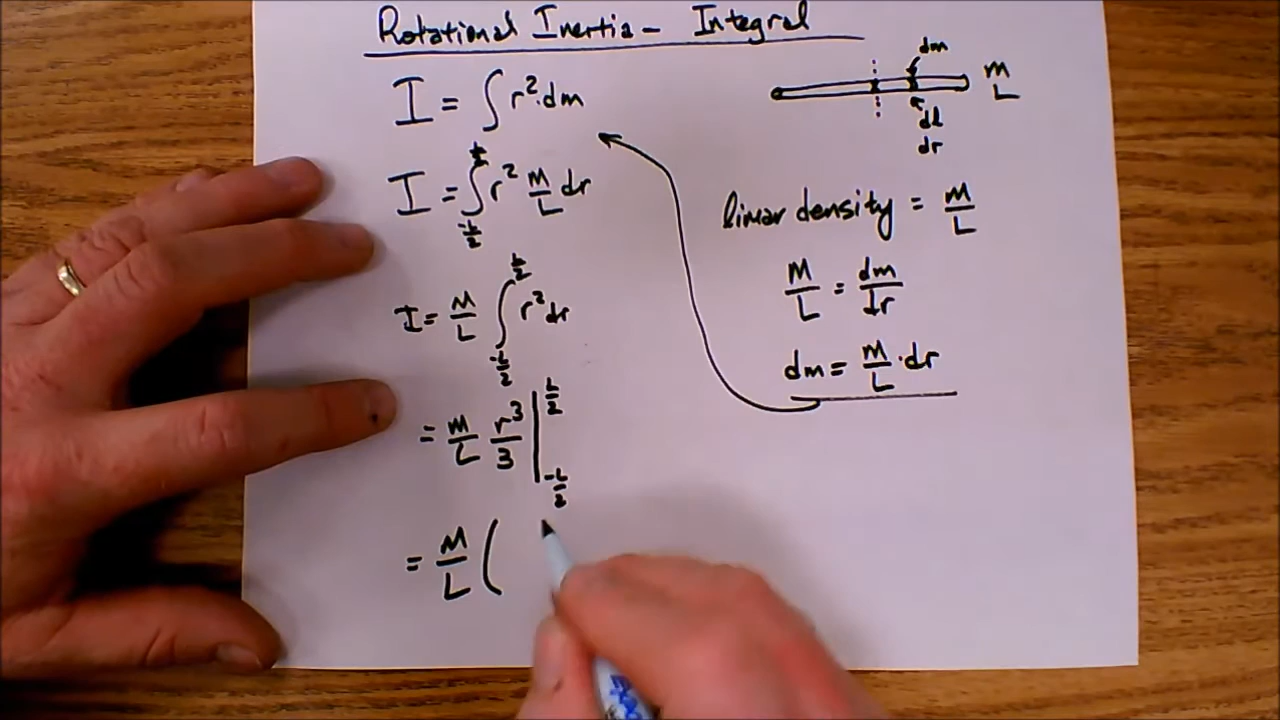 Rotational Inertia - Integral
I = ∫ r²·dm
I = ∫_{-L/2}^{L/2} r² M/L dr
I = M/L ∫_{-L/2}^{L/2} r² dr
= M/L r³/3 |_{-L/2}^{L/2}
= M/L (
dm
M
L
dl
dr
linear density = M/L
M/L = dm/dr
dm = M/L · dr